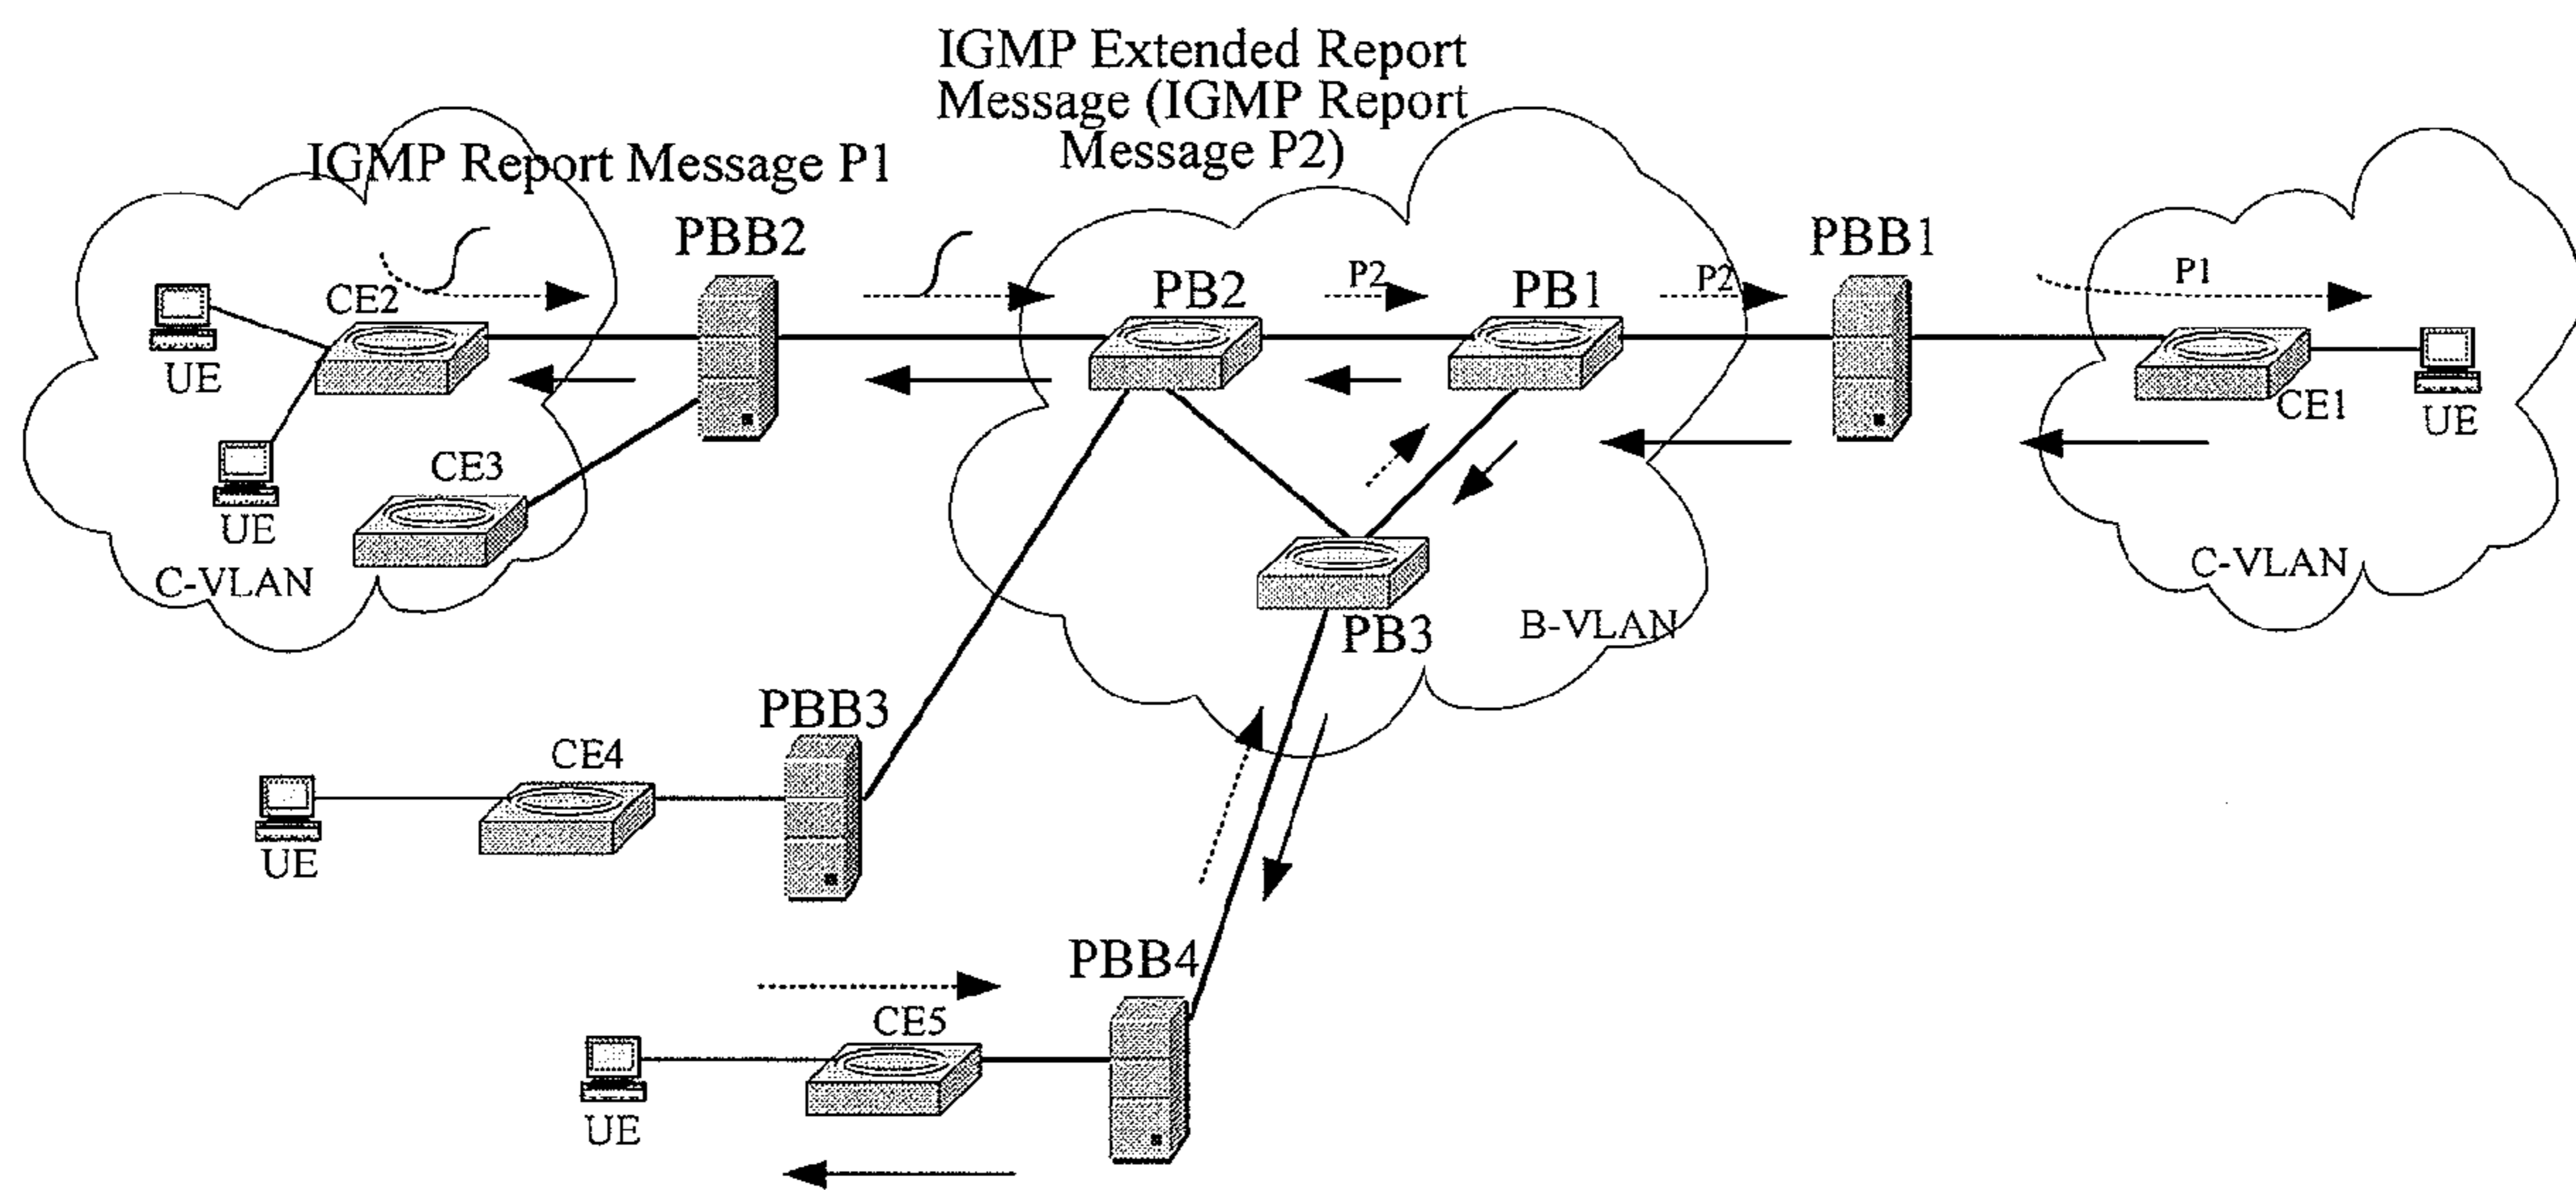 IGMP Extended Report
Message (IGMP Report
Message P2)
IGMP Report Message P1
PBB2
PBB1
CE2
PB2
P2
PB1
P2
P1
UE
CE1
UE
CE3
UE
C-VLAN
C-VLAN
PB3
B-VLAN
PBB3
CE4
UE
PBB4
CE5
UE